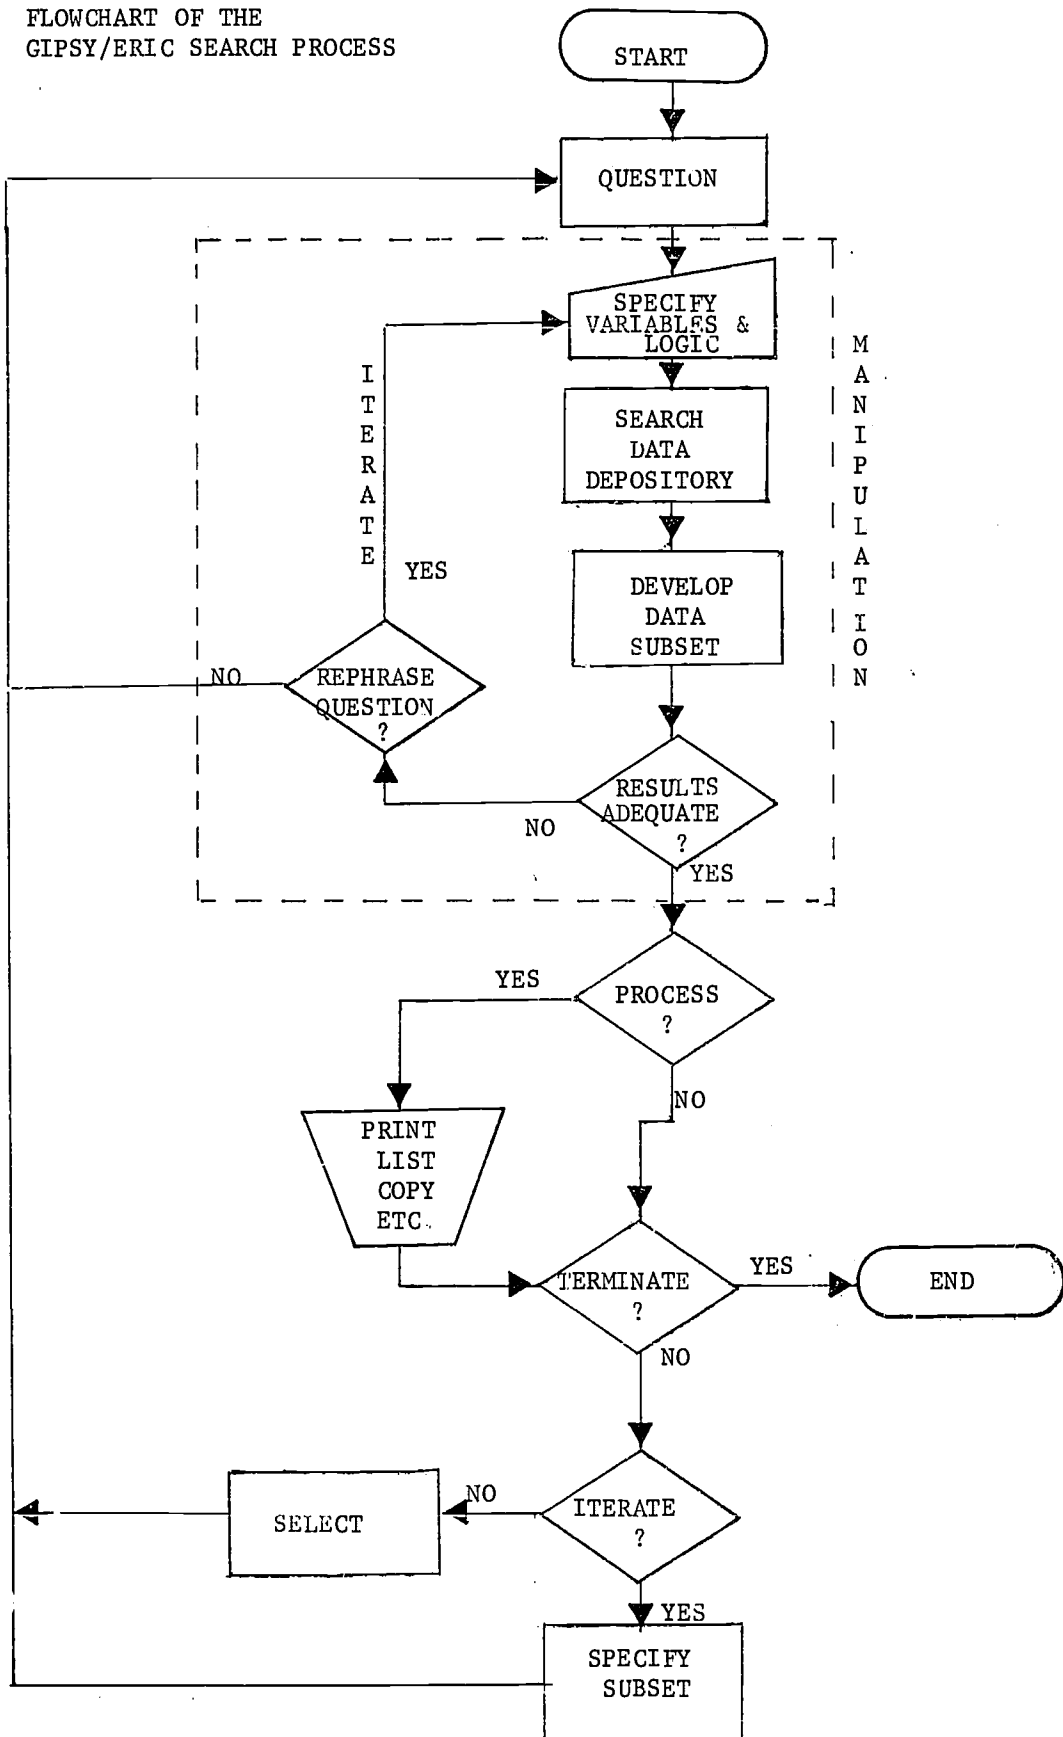 FLOWCHART OF THE
GIPSY/ERIC SEARCH PROCESS
START
QUESTION
SPECIFY
VARIABLES &
LOGIC
MANIPULATION
ITERATE
SEARCH
DATA
DEPOSITORY
YES
DEVELOP
DATA
SUBSET
NO
REPHRASE
QUESTION
?
RESULTS
ADEQUATE
?
NO
YES
YES
PROCESS
?
NO
PRINT
LIST
COPY
ETC.
TERMINATE
?
YES
END
NO
NO
ITERATE
?
SELECT
YES
SPECIFY
SUBSET